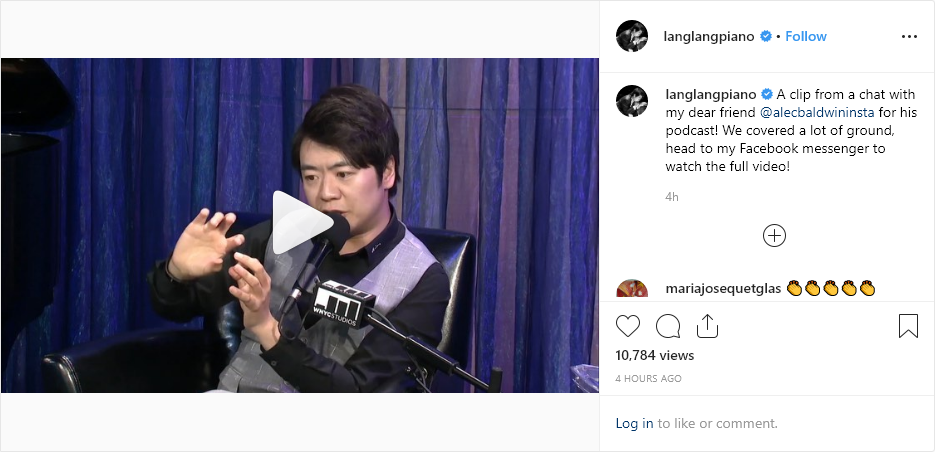 langlangpiano • Follow
langlangpiano A clip from a chat with
my dear friend @alecbaldwininsta for his
podcast! We covered a lot of ground,
head to my Facebook messenger to
watch the full video!
4h
mariajosequetglas 👏👏👏👏👏
WNYC STUDIOS
10,784 views
4 HOURS AGO
Log in to like or comment.